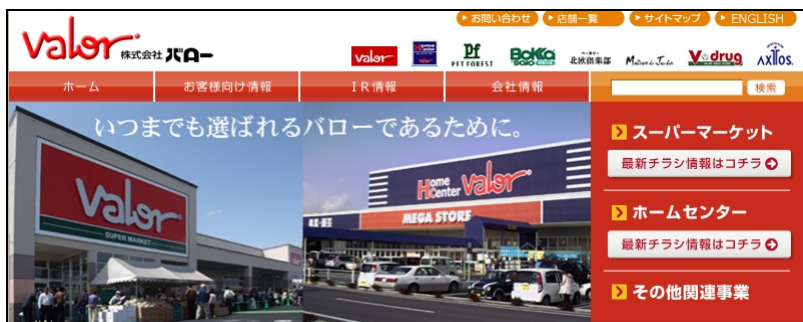 お問い合わせ 店舗一覧 サイトマップ ENGLISH
Valor 株式会社 バロー
Valor Home Center Valor Pf PET FOREST BoKKa 北欧倶楽部 V・drug AXTOS.
ホーム お客様向け情報 IR情報 会社情報 検索
いつまでも選ばれるバローであるために。
スーパーマーケット
最新チラシ情報はコチラ
ホームセンター
最新チラシ情報はコチラ
その他関連事業
Valor
SUPER MARKET
Home Center Valor
MEGA STORE